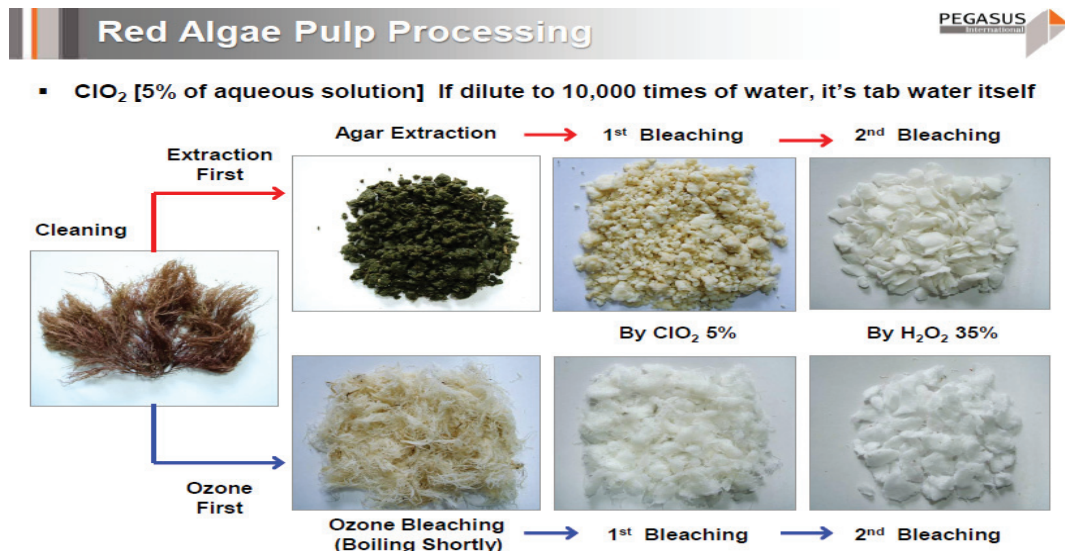 Red Algae Pulp Processing
PEGASUS
International
▪ ClO₂ [5% of aqueous solution] If dilute to 10,000 times of water, it's tab water itself
Agar Extraction
1st Bleaching
2nd Bleaching
Extraction
First
Cleaning
By ClO₂ 5%
By H₂O₂ 35%
Ozone
First
Ozone Bleaching
(Boiling Shortly)
1st Bleaching
2nd Bleaching